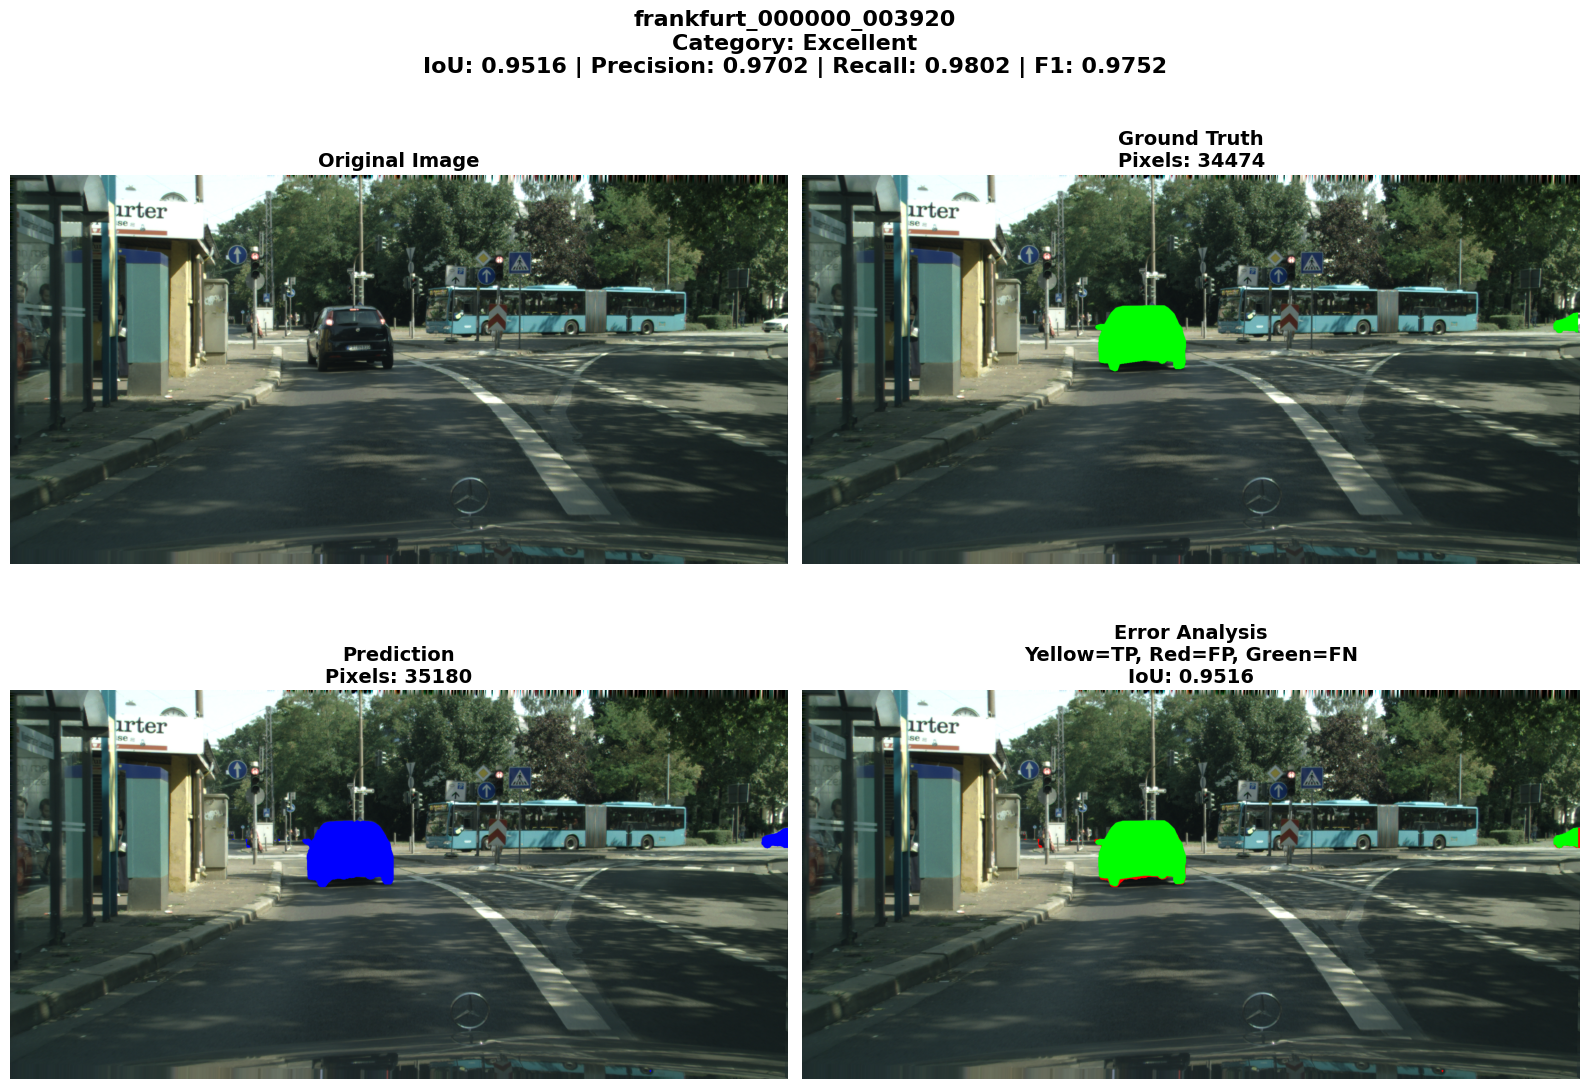 frankfurt_000000_003920
Category: Excellent
IoU: 0.9516 | Precision: 0.9702 | Recall: 0.9802 | F1: 0.9752
Original Image
Ground Truth
Pixels: 34474
urter
urter
Prediction
Pixels: 35180
Error Analysis
Yellow=TP, Red=FP, Green=FN
IoU: 0.9516
urter
urter